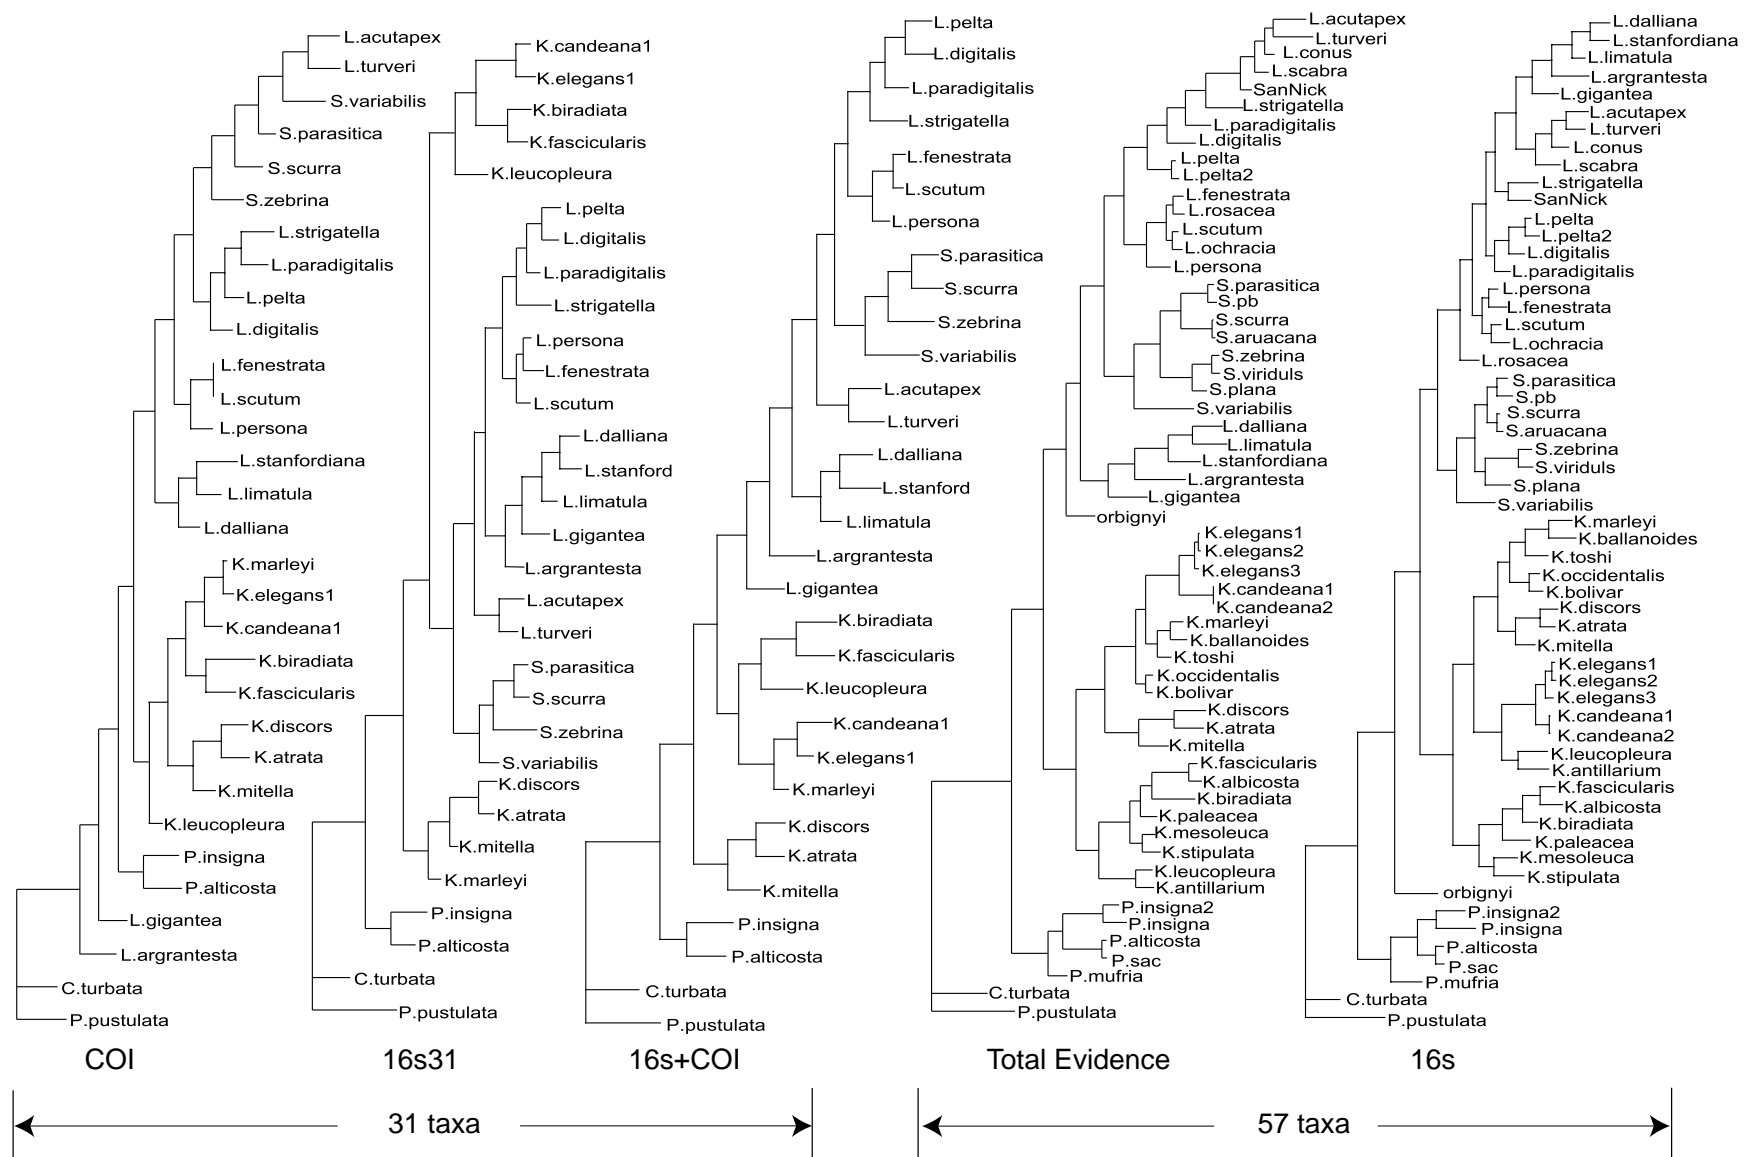 L.acutapex
L.turveri
S.variabilis
S.parasitica
S.scurra
S.zebrina
L.strigatella
L.paradigitalis
L.pelta
L.digitalis
L.fenestrata
L.scutum
L.persona
L.stanfordiana
L.limatula
L.dalliana
K.marleyi
K.elegans1
K.candeana1
K.biradiata
K.fascicularis
K.discors
K.atrata
K.mitella
K.leucopleura
P.insigna
P.alticosta
L.gigantea
L.argrantesta
C.turbata
P.pustulata
COI
K.candeana1
K.elegans1
K.biradiata
K.fascicularis
K.leucopleura
L.pelta
L.digitalis
L.paradigitalis
L.strigatella
L.persona
L.fenestrata
L.scutum
L.dalliana
L.stanford
L.limatula
L.gigantea
L.argrantesta
L.acutapex
L.turveri
S.parasitica
S.scurra
S.zebrina
S.variabilis
K.discors
K.atrata
K.mitella
K.marleyi
P.insigna
P.alticosta
C.turbata
P.pustulata
16s31
L.pelta
L.digitalis
L.paradigitalis
L.strigatella
L.fenestrata
L.scutum
L.persona
S.parasitica
S.scurra
S.zebrina
S.variabilis
L.acutapex
L.turveri
L.dalliana
L.stanford
L.limatula
L.argrantesta
L.gigantea
K.biradiata
K.fascicularis
K.leucopleura
K.candeana1
K.elegans1
K.marleyi
K.discors
K.atrata
K.mitella
P.insigna
P.alticosta
C.turbata
P.pustulata
16s+COI
L.acutapex
L.turveri
L.conus
L.scabra
SanNick
L.strigatella
L.paradigitalis
L.digitalis
L.pelta
L.pelta2
L.fenestrata
L.rosacea
L.scutum
L.ochracia
L.persona
S.parasitica
S.pb
S.scurra
S.aruacana
S.zebrina
S.viriduls
S.plana
S.variabilis
L.dalliana
L.limatula
L.stanfordiana
L.argrantesta
L.gigantea
orbignyi
K.elegans1
K.elegans2
K.elegans3
K.candeana1
K.candeana2
K.marleyi
K.ballanoides
K.toshi
K.occidentalis
K.bolivar
K.discors
K.atrata
K.mitella
K.fascicularis
K.albicosta
K.biradiata
K.paleacea
K.mesoleuca
K.stipulata
K.leucopleura
K.antillarium
P.insigna2
P.insigna
P.alticosta
P.sac
P.mufria
C.turbata
P.pustulata
Total Evidence
L.dalliana
L.stanfordiana
L.limatula
L.argrantesta
L.gigantea
L.acutapex
L.turveri
L.conus
L.scabra
L.strigatella
SanNick
L.pelta
L.pelta2
L.digitalis
L.paradigitalis
L.persona
L.fenestrata
L.scutum
L.ochracia
L.rosacea
S.parasitica
S.pb
S.scurra
S.aruacana
S.zebrina
S.viriduls
S.plana
S.variabilis
K.marleyi
K.ballanoides
K.toshi
K.occidentalis
K.bolivar
K.discors
K.atrata
K.mitella
K.elegans1
K.elegans2
K.elegans3
K.candeana1
K.candeana2
K.leucopleura
K.antillarium
K.fascicularis
K.albicosta
K.biradiata
K.paleacea
K.mesoleuca
K.stipulata
orbignyi
P.insigna2
P.insigna
P.alticosta
P.sac
P.mufria
C.turbata
P.pustulata
16s
31 taxa
57 taxa